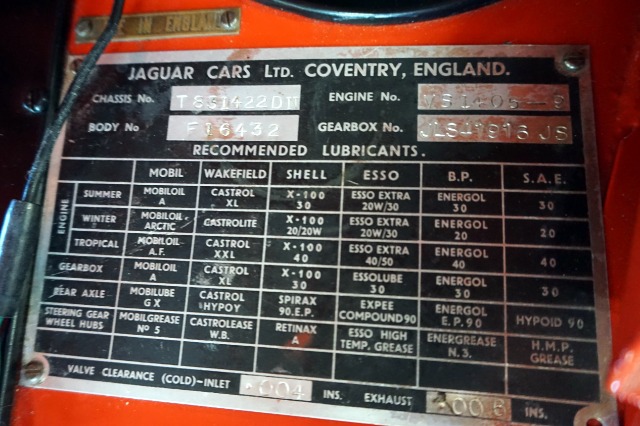 MADE IN ENGLAND
JAGUAR CARS LTD. COVENTRY, ENGLAND.
CHASSIS No. ENGINE No.
BODY No F16432 GEARBOX No.
RECOMMENDED LUBRICANTS.
MOBIL WAKEFIELD SHELL ESSO B.P. S.A.E.
ENGINE
SUMMER MOBILOIL A CASTROL XL X-100 30 ESSO EXTRA 20W/30 ENERGOL 30 30
WINTER MOBILOIL ARCTIC CASTROLITE X-100 20/20W ESSO EXTRA 20W/30 ENERGOL 20 20
TROPICAL MOBILOIL A.F. CASTROL XXL X-100 40 ESSO EXTRA 40/50 ENERGOL 40 40
GEARBOX MOBILOIL A CASTROL XL X-100 30 ESSOLUBE 30 ENERGOL 30 30
REAR AXLE MOBILUBE GX CASTROL HYPOY SPIRAX 90.E.P. EXPEE COMPOUND 90 ENERGOL E.P. 90 HYPOID 90
STEERING GEAR WHEEL HUBS MOBILGREASE No 5 CASTROLEASE W.B. RETINAX A ESSO HIGH TEMP. GREASE ENERGREASE N.3. H.M.P. GREASE
VALVE CLEARANCE (COLD)-INLET .004 INS. EXHAUST .006 INS.